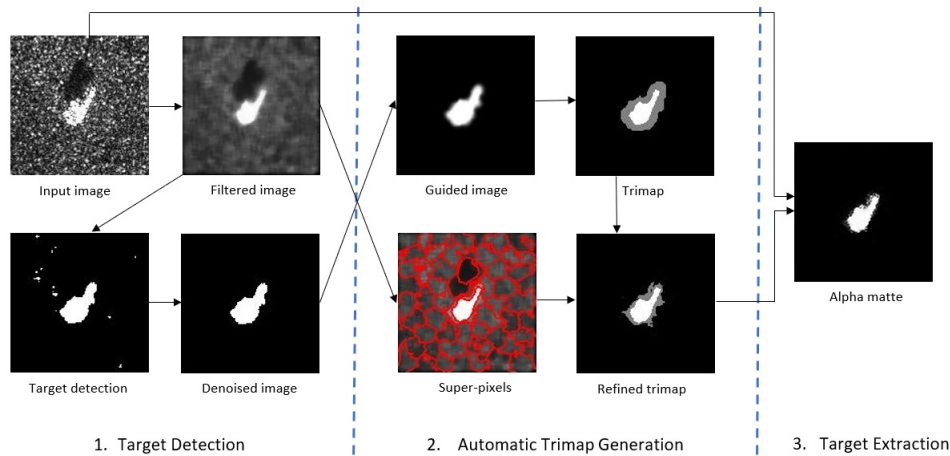 Input image
Filtered image
Guided image
Trimap
Target detection
Denoised image
Super-pixels
Refined trimap
Alpha matte
1. Target Detection
2. Automatic Trimap Generation
3. Target Extraction